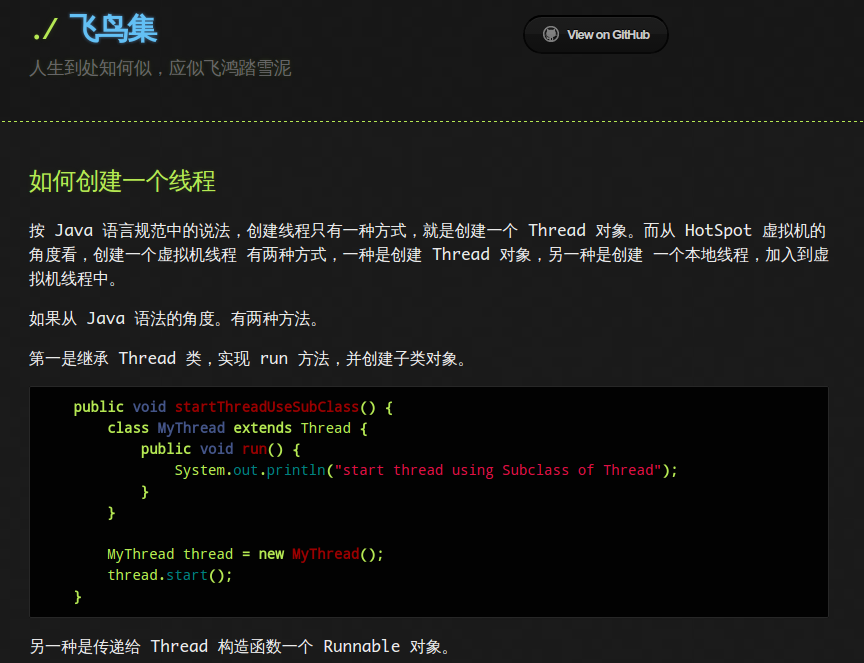 ./ 飞鸟集
View on GitHub
人生到处知何似，应似飞鸿踏雪泥
如何创建一个线程
按 Java 语言规范中的说法，创建线程只有一种方式，就是创建一个 Thread 对象。而从 HotSpot 虚拟机的
角度看，创建一个虚拟机线程 有两种方式，一种是创建 Thread 对象，另一种是创建 一个本地线程，加入到虚
拟机线程中。
如果从 Java 语法的角度。有两种方法。
第一是继承 Thread 类，实现 run 方法，并创建子类对象。
public void startThreadUseSubClass() {
class MyThread extends Thread {
public void run() {
System.out.println("start thread using Subclass of Thread");
}
}
MyThread thread = new MyThread();
thread.start();
}
另一种是传递给 Thread 构造函数一个 Runnable 对象。